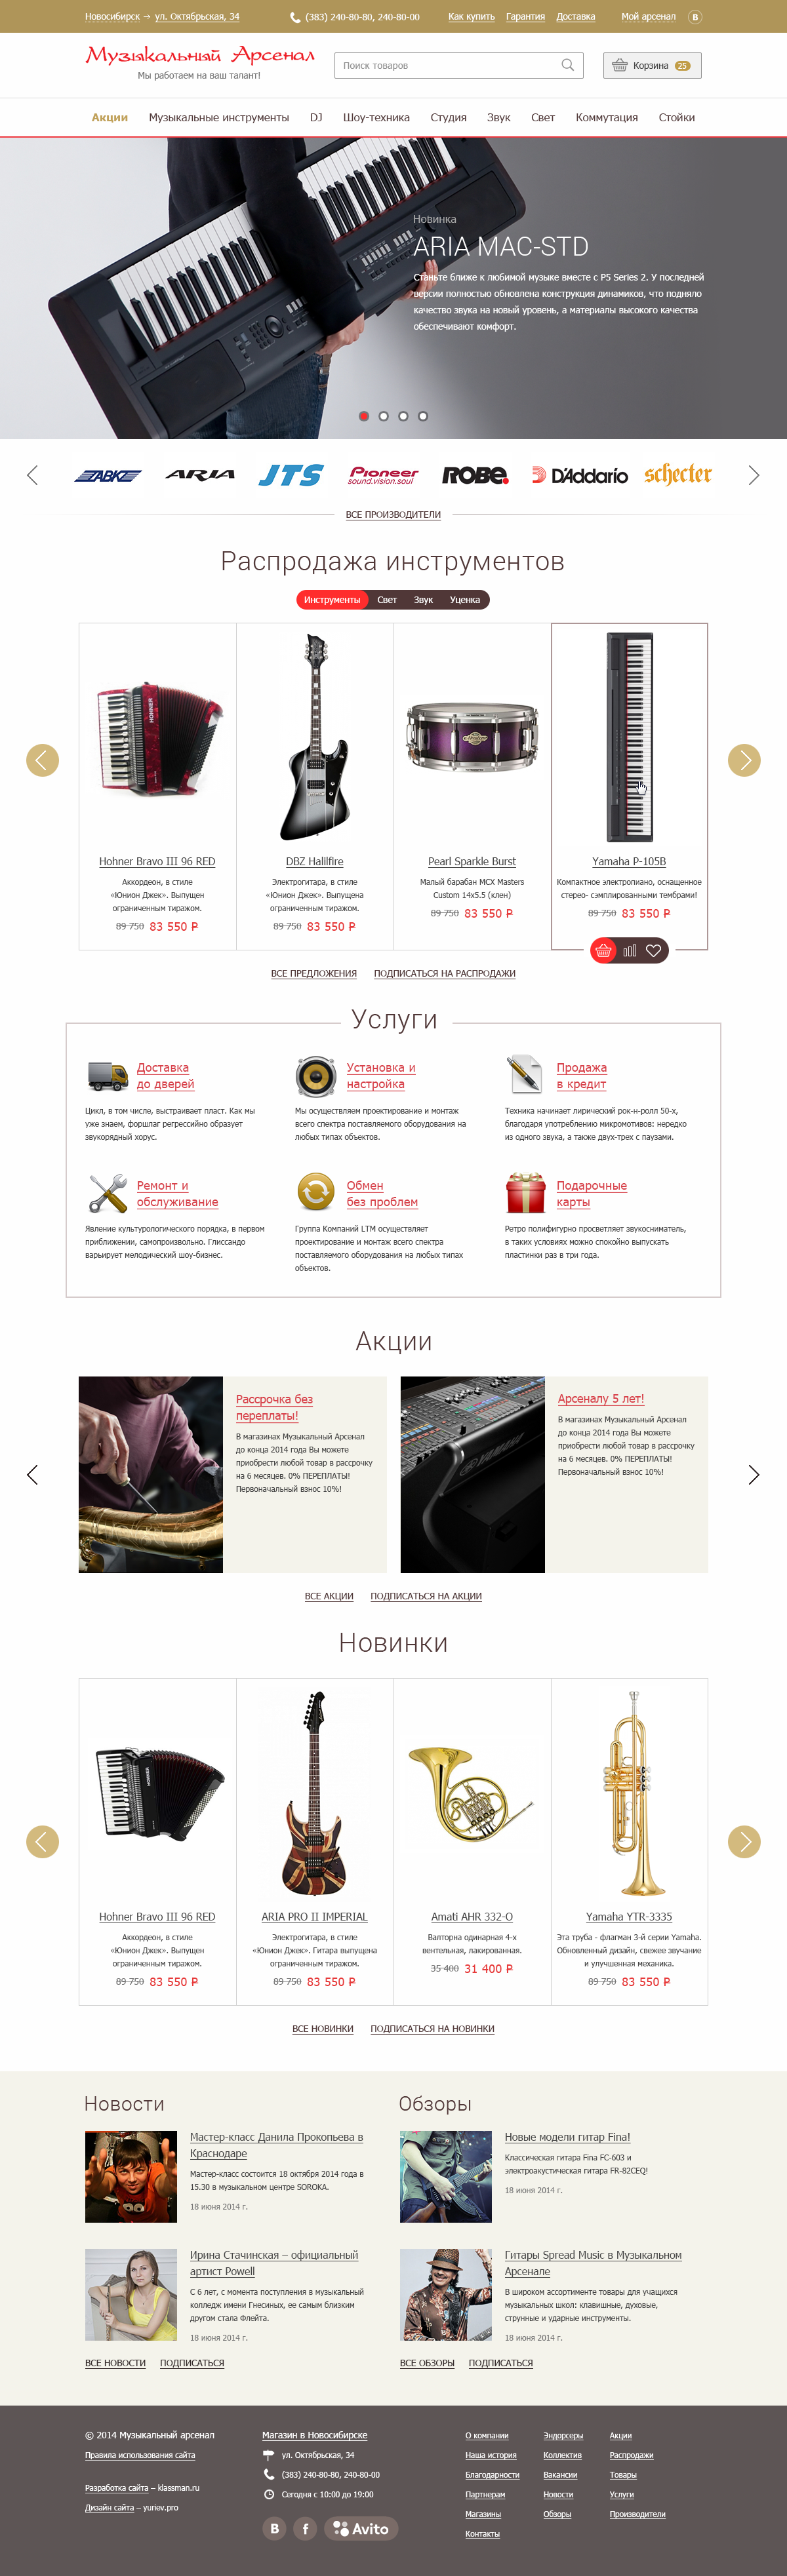 Новосибирск → ул. Октябрьская, 34
(383) 240-80-80, 240-80-00
Как купить Гарантия Доставка
Мой арсенал B
Музыкальный Арсенал
Мы работаем на ваш талант!
Поиск товаров
Корзина 25
Акции Музыкальные инструменты DJ Шоу-техника Студия Звук Свет Коммутация Стойки
Новинка
ARIA MAC-STD
Станьте ближе к любимой музыке вместе с P5 Series 2. У последней
версии полностью обновлена конструкция динамиков, что подняло
качество звука на новый уровень, а материалы высокого качества
обеспечивают комфорт.
ABK ARIA JTS Pioneer ROBE D'Addario schecter
sound.vision.soul
ВСЕ ПРОИЗВОДИТЕЛИ
Распродажа инструментов
Инструменты Свет Звук Уценка
HOHNER
Hohner Bravo III 96 RED
Аккордеон, в стиле
«Юнион Джек». Выпущен
ограниченным тиражом.
89 750 83 550 ₽
DBZ Halilfire
Электрогитара, в стиле
«Юнион Джек». Выпущена
ограниченным тиражом.
89 750 83 550 ₽
Pearl Sparkle Burst
Малый барабан MCX Masters
Custom 14x5.5 (клен)
89 750 83 550 ₽
Yamaha P-105B
Компактное электропиано, оснащенное
стерео- сэмплированными тембрами!
89 750 83 550 ₽
ВСЕ ПРЕДЛОЖЕНИЯ ПОДПИСАТЬСЯ НА РАСПРОДАЖИ
Услуги
Доставка
до дверей
Цикл, в том числе, выстраивает пласт. Как мы
уже знаем, форшлаг регрессийно образует
звукорядный хорус.
Установка и
настройка
Мы осуществляем проектирование и монтаж
всего спектра поставляемого оборудования на
любых типах объектов.
Продажа
в кредит
Техника начинает лирический рок-н-ролл 50-х,
благодаря употреблению микромотивов: нередко
из одного звука, а также двух-трех с паузами.
Ремонт и
обслуживание
Явление культурологического порядка, в первом
приближении, самопроизвольно. Глиссандо
варьирует мелодический шоу-бизнес.
Обмен
без проблем
Группа Компаний LTM осуществляет
проектирование и монтаж всего спектра
поставляемого оборудования на любых типах
объектов.
Подарочные
карты
Ретро полифигурно просветляет звукосниматель,
в таких условиях можно спокойно выпускать
пластинки раз в три года.
Акции
Рассрочка без
переплаты!
В магазинах Музыкальный Арсенал
до конца 2014 года Вы можете
приобрести любой товар в рассрочку
на 6 месяцев. 0% ПЕРЕПЛАТЫ!
Первоначальный взнос 10%!
YAMAHA
Арсеналу 5 лет!
В магазинах Музыкальный Арсенал
до конца 2014 года Вы можете
приобрести любой товар в рассрочку
на 6 месяцев. 0% ПЕРЕПЛАТЫ!
Первоначальный взнос 10%!
ВСЕ АКЦИИ ПОДПИСАТЬСЯ НА АКЦИИ
Новинки
HOHNER
Hohner Bravo III 96 RED
Аккордеон, в стиле
«Юнион Джек». Выпущен
ограниченным тиражом.
89 750 83 550 ₽
ARIA PRO II IMPERIAL
Электрогитара, в стиле
«Юнион Джек». Гитара выпущена
ограниченным тиражом.
89 750 83 550 ₽
Amati AHR 332-O
Валторна одинарная 4-х
вентельная, лакированная.
35 400 31 400 ₽
Yamaha YTR-3335
Эта труба - флагман 3-й серии Yamaha.
Обновленный дизайн, свежее звучание
и улучшенная механика.
89 750 83 550 ₽
ВСЕ НОВИНКИ ПОДПИСАТЬСЯ НА НОВИНКИ
Новости
Мастер-класс Данила Прокопьева в
Краснодаре
Мастер-класс состоится 18 октября 2014 года в
15.30 в музыкальном центре SOROKA.
18 июня 2014 г.
Ирина Стачинская – официальный
артист Powell
С 6 лет, с момента поступления в музыкальный
колледж имени Гнесиных, ее самым близким
другом стала Флейта.
18 июня 2014 г.
ВСЕ НОВОСТИ ПОДПИСАТЬСЯ
Обзоры
Новые модели гитар Fina!
Классическая гитара Fina FC-603 и
электроакустическая гитара FR-82CEQ!
18 июня 2014 г.
Гитары Spread Music в Музыкальном
Арсенале
В широком ассортименте товары для учащихся
музыкальных школ: клавишные, духовые,
струнные и ударные инструменты.
18 июня 2014 г.
ВСЕ ОБЗОРЫ ПОДПИСАТЬСЯ
© 2014 Музыкальный арсенал
Правила использования сайта
Разработка сайта – klassman.ru
Дизайн сайта – yuriev.pro
Магазин в Новосибирске
ул. Октябрьская, 34
(383) 240-80-80, 240-80-00
Сегодня с 10:00 до 19:00
B f Avito
О компании
Наша история
Благодарности
Партнерам
Магазины
Контакты
Эндорсеры
Коллектив
Вакансии
Новости
Обзоры
Акции
Распродажи
Товары
Услуги
Производители